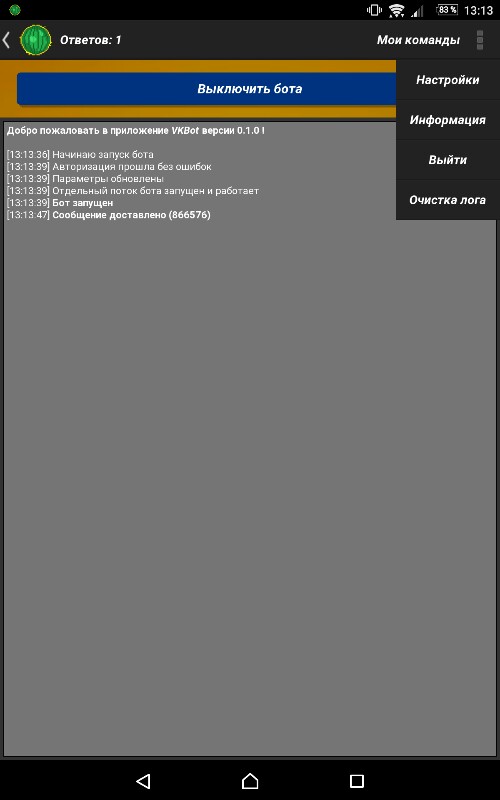 83 % 13:13
Ответов: 1 Мои команды
Настройки
Выключить бота
Информация
Добро пожаловать в приложение VKBot версии 0.1.0 !
[13:13:36] Начинаю запуск бота
Выйти
[13:13:39] Авторизация прошла без ошибок
[13:13:39] Параметры обновлены
[13:13:39] Отдельный поток бота запущен и работает
[13:13:39] Бот запущен
Очистка лога
[13:13:47] Сообщение доставлено (866576)